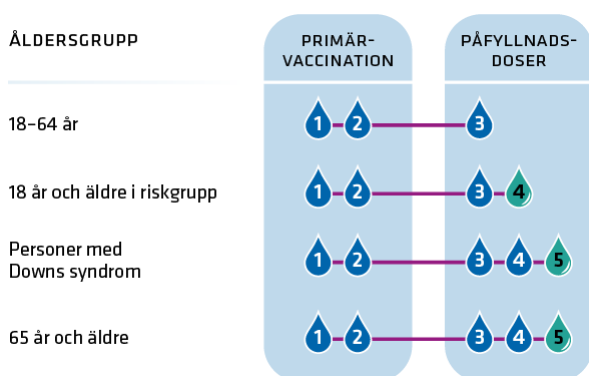 ÅLDERSGRUPP
PRIMÄR-
VACCINATION
PÅFYLLNADS-
DOSER
18–64 år
1 2 3
18 år och äldre i riskgrupp
1 2 3 4
Personer med
Downs syndrom
1 2 3 4 5
65 år och äldre
1 2 3 4 5